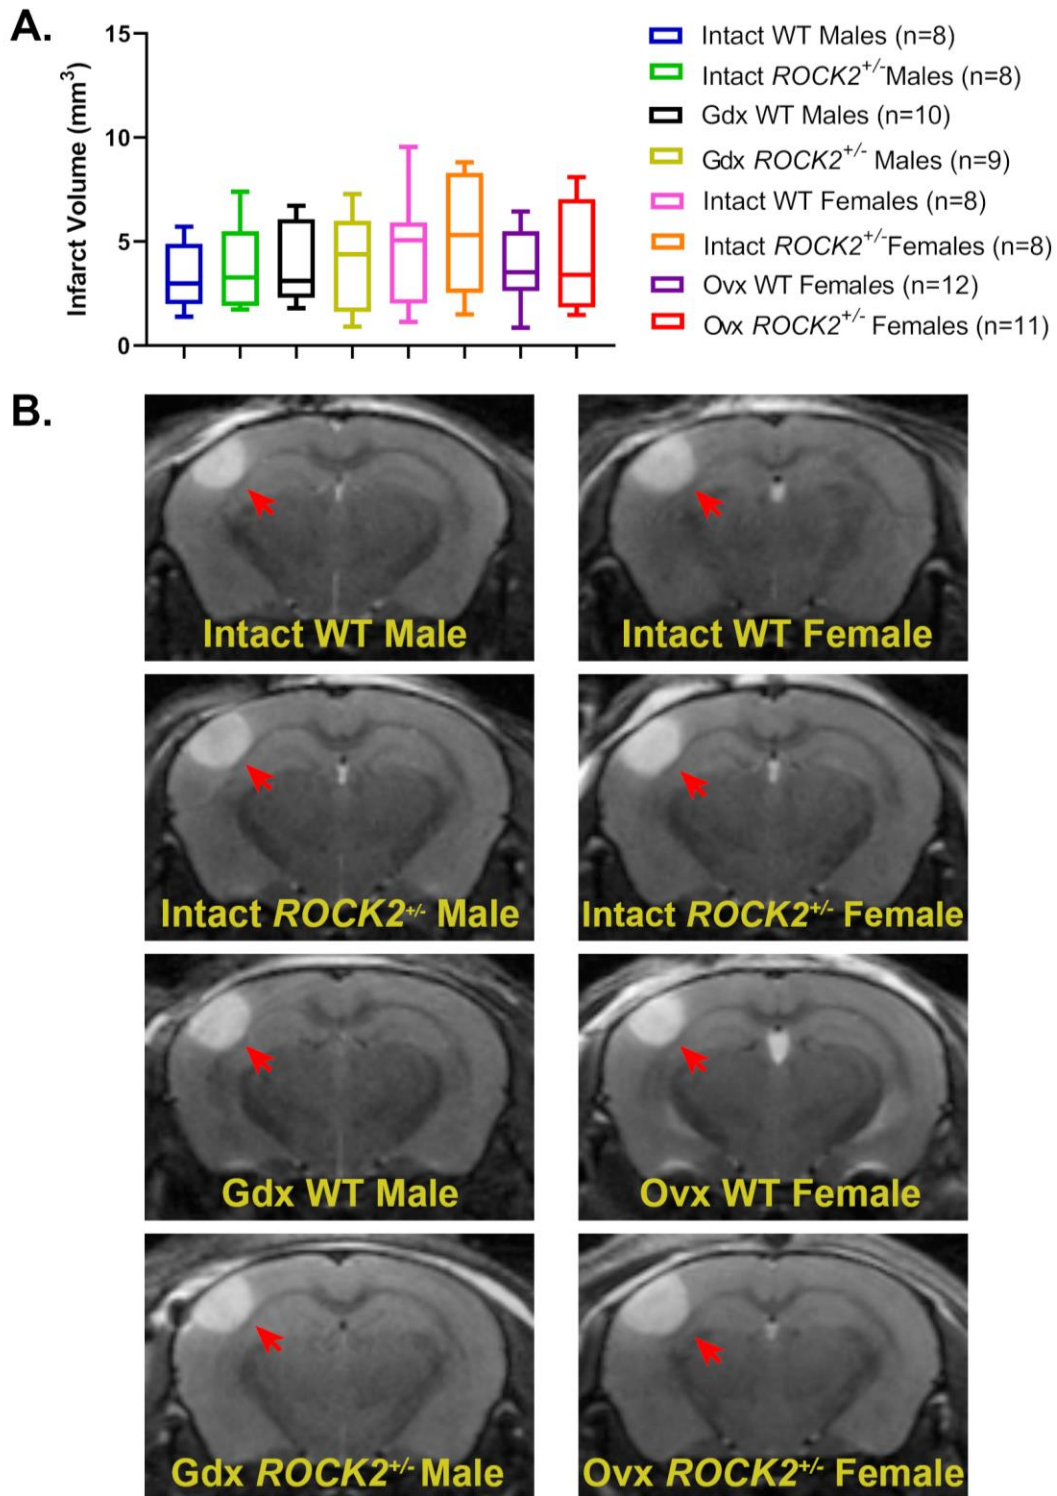 A.
Infarct Volume (mm³)
15
10
5
0
Intact WT Males (n=8)
Intact ROCK2⁺/⁻Males (n=8)
Gdx WT Males (n=10)
Gdx ROCK2⁺/⁻ Males (n=9)
Intact WT Females (n=8)
Intact ROCK2⁺/⁻Females (n=8)
Ovx WT Females (n=12)
Ovx ROCK2⁺/⁻ Females (n=11)
B.
Intact WT Male
Intact WT Female
Intact ROCK2⁺/⁻ Male
Intact ROCK2⁺/⁻ Female
Gdx WT Male
Ovx WT Female
Gdx ROCK2⁺/⁻ Male
Ovx ROCK2⁺/⁻ Female